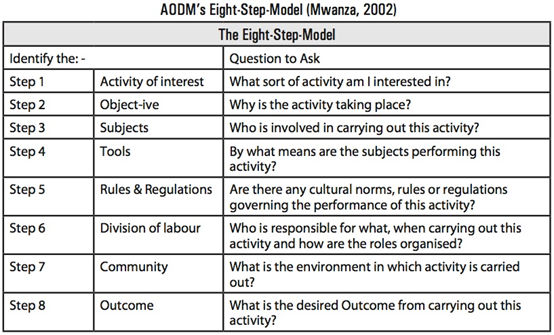 AODM's Eight-Step-Model (Mwanza, 2002)
The Eight-Step-Model
Identify the: - Question to Ask
Step 1 Activity of interest What sort of activity am I interested in?
Step 2 Object-ive Why is the activity taking place?
Step 3 Subjects Who is involved in carrying out this activity?
Step 4 Tools By what means are the subjects performing this
activity?
Step 5 Rules & Regulations Are there any cultural norms, rules or regulations
governing the performance of this activity?
Step 6 Division of labour Who is responsible for what, when carrying out this
activity and how are the roles organised?
Step 7 Community What is the environment in which activity is carried
out?
Step 8 Outcome What is the desired Outcome from carrying out this
activity?